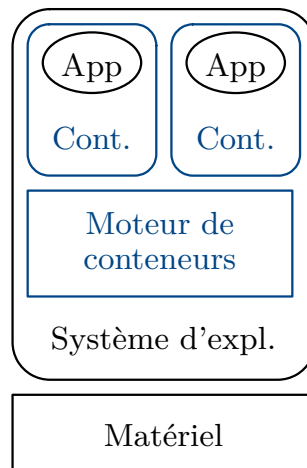 App App
Cont. Cont.
Moteur de
conteneurs
Système d'expl.
Matériel